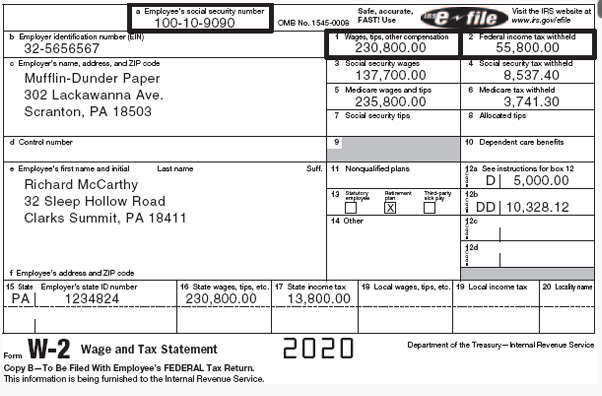 a Employee's social security number
100-10-9090
OMB No. 1545-0008
Safe, accurate,
FAST! Use
IRS e-file
Visit the IRS website at
www.irs.gov/efile
b Employer identification number (EIN)
32-5656567
1 Wages, tips, other compensation
230,800.00
2 Federal income tax withheld
55,800.00
c Employer's name, address, and ZIP code
Mufflin-Dunder Paper
302 Lackawanna Ave.
Scranton, PA 18503
3 Social security wages
137,700.00
4 Social security tax withheld
8,537.40
5 Medicare wages and tips
235,800.00
6 Medicare tax withheld
3,741.30
7 Social security tips
8 Allocated tips
d Control number
9
10 Dependent care benefits
e Employee's first name and initial Last name Suff.
Richard McCarthy
32 Sleep Hollow Road
Clarks Summit, PA 18411
11 Nonqualified plans
12a See instructions for box 12
Code D 5,000.00
13 Statutory employee Retirement plan Third-party sick pay
X
12b
Code DD 10,328.12
14 Other
12c
Code
12d
Code
f Employee's address and ZIP code
15 State Employer's state ID number
PA 1234824
16 State wages, tips, etc.
230,800.00
17 State income tax
13,800.00
18 Local wages, tips, etc.
19 Local income tax
20 Locality name
Form W-2 Wage and Tax Statement
2020
Department of the Treasury—Internal Revenue Service
Copy B—To Be Filed With Employee's FEDERAL Tax Return.
This information is being furnished to the Internal Revenue Service.